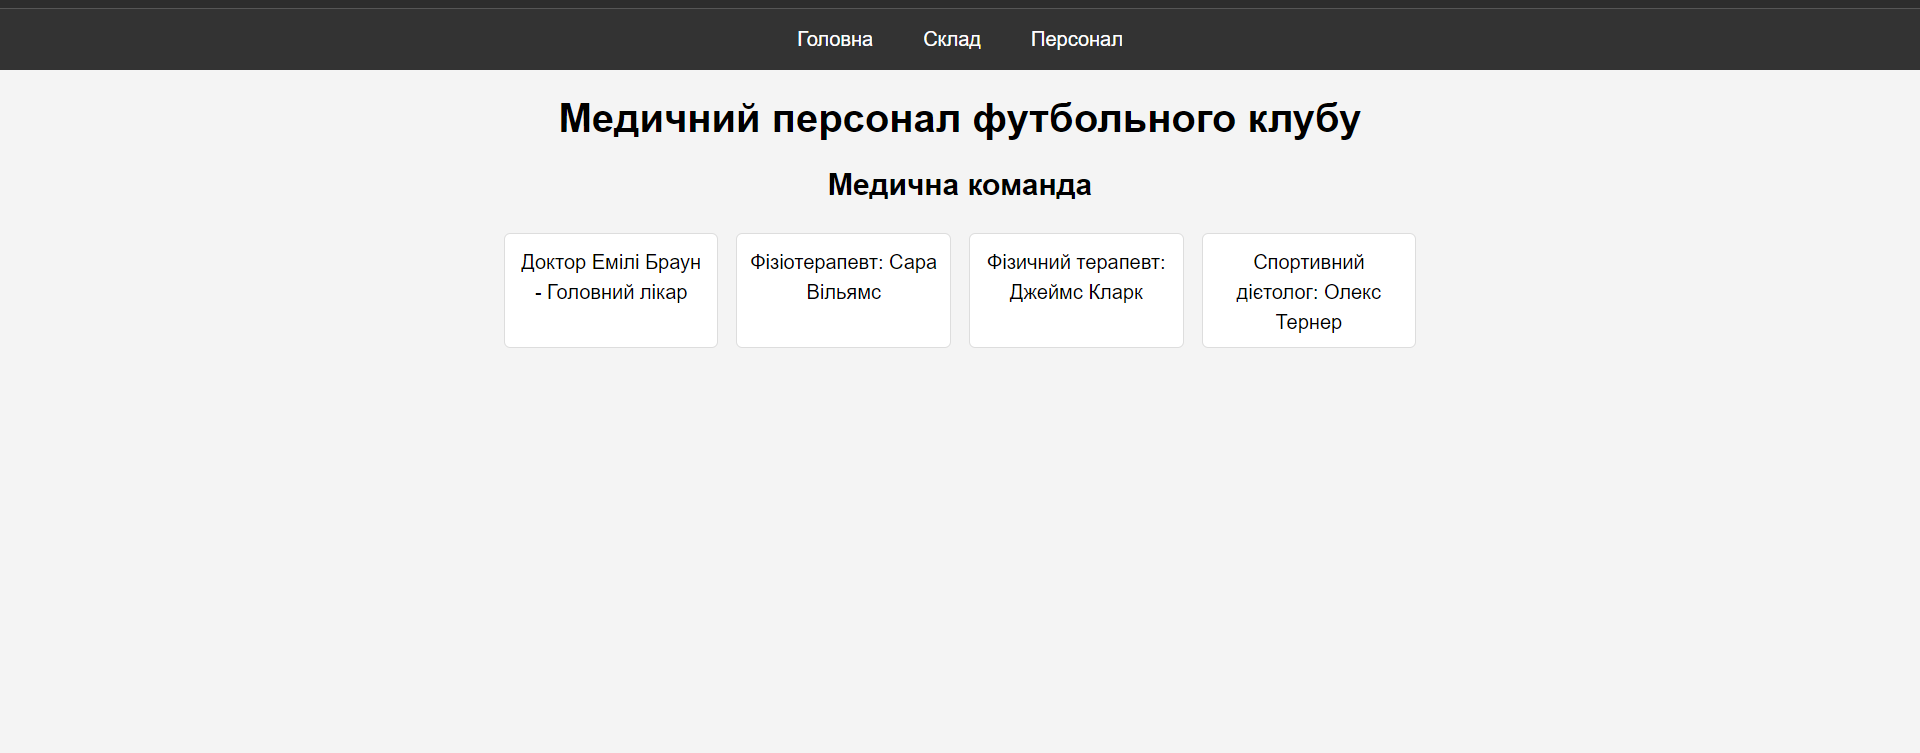 Головна Склад Персонал
Медичний персонал футбольного клубу
Медична команда
Доктор Емілі Браун
- Головний лікар
Фізіотерапевт: Сара
Вільямс
Фізичний терапевт:
Джеймс Кларк
Спортивний
дієтолог: Олекс
Тернер